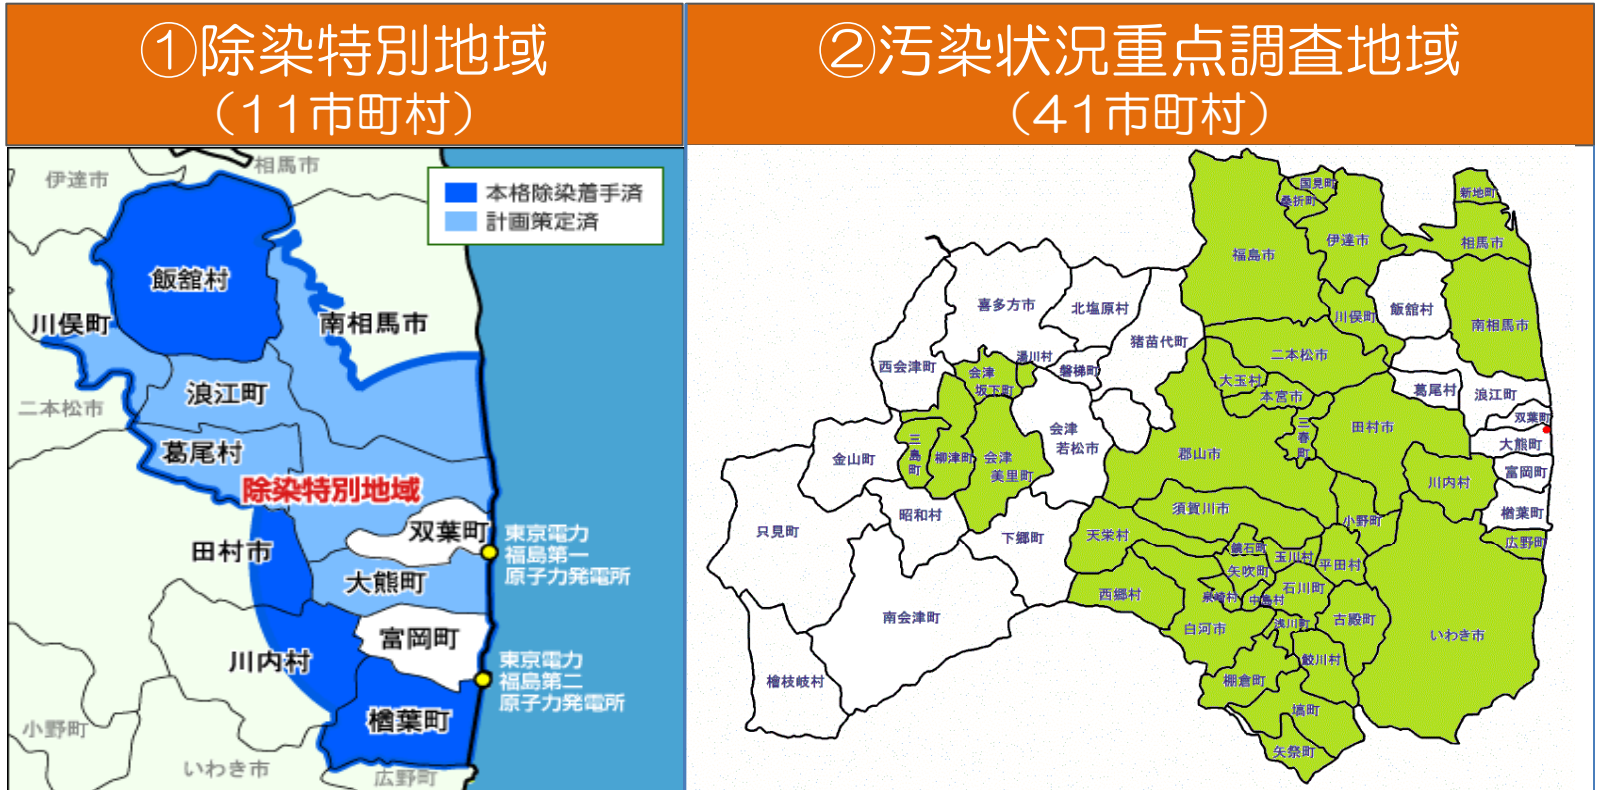 ①除染特別地域
（11市町村）
②汚染状況重点調査地域
（41市町村）
相馬市
伊達市
本格除染着手済
計画策定済
飯舘村
川俣町
南相馬市
浪江町
二本松市
葛尾村
除染特別地域
双葉町
東京電力
福島第一
原子力発電所
田村市
大熊町
富岡町
川内村
東京電力
福島第二
原子力発電所
楢葉町
小野町
いわき市
広野町
国見町
桑折町
新地町
福島市
伊達市
相馬市
喜多方市
北塩原村
川俣町
飯舘村
南相馬市
猪苗代町
西会津町
湯川村
磐梯町
二本松市
会津
坂下町
大玉村
本宮市
葛尾村
浪江町
双葉町
三春町
田村市
大熊町
会津
若松市
三島町
柳津町
会津
美里町
金山町
郡山市
富岡町
川内村
昭和村
須賀川市
小野町
楢葉町
只見町
下郷町
天栄村
広野町
鏡石町
玉川村
平田村
矢吹町
石川町
西郷村
泉崎村
中島村
南会津町
白河市
浅川町
古殿町
いわき市
鮫川村
檜枝岐村
棚倉町
塙町
矢祭町